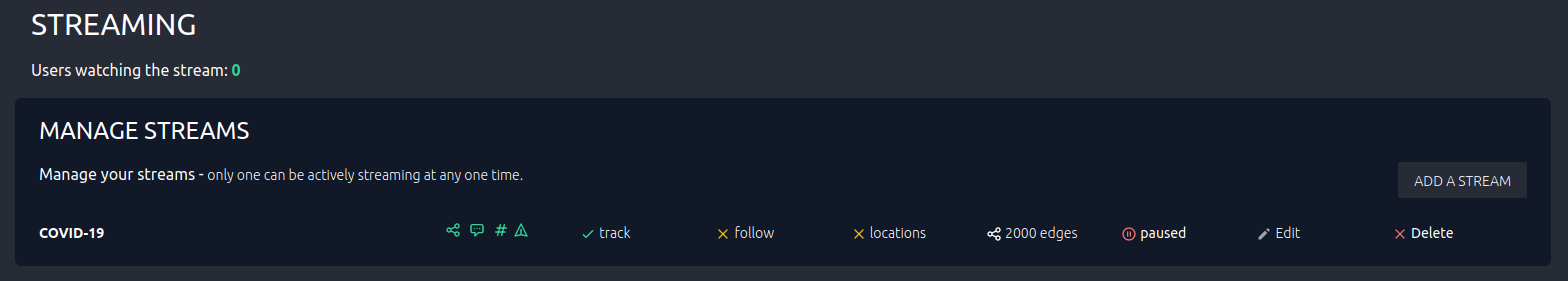 STREAMING
Users watching the stream: 0
MANAGE STREAMS
Manage your streams - only one can be actively streaming at any one time.
ADD A STREAM
COVID-19 # track follow locations 2000 edges paused Edit Delete